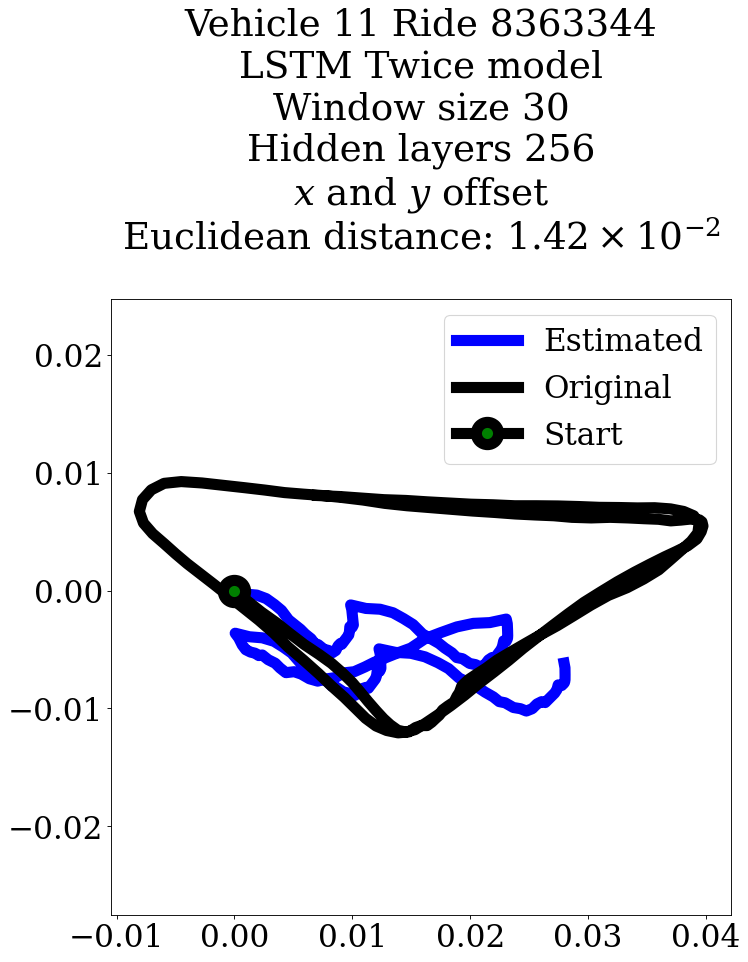 Vehicle 11 Ride 8363344
LSTM Twice model
Window size 30
Hidden layers 256
x and y offset
Euclidean distance: 1.42 × 10⁻²
Estimated
Original
Start
0.02
0.01
0.00
−0.01
−0.02
−0.01 0.00 0.01 0.02 0.03 0.04